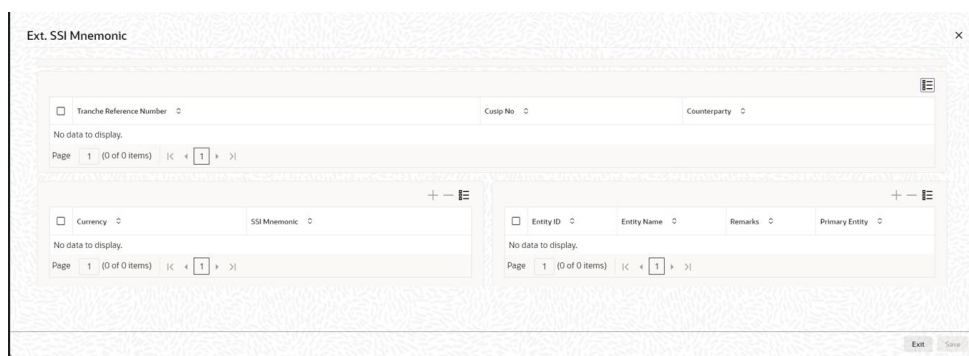 Ext. SSI Mnemonic
Tranche Reference Number Cusip No Counterparty
No data to display.
Page 1 (0 of 0 items) 1
Currency SSI Mnemonic
No data to display.
Page 1 (0 of 0 items) 1
Entity ID Entity Name Remarks Primary Entity
No data to display.
Page 1 (0 of 0 items) 1
Exit Save